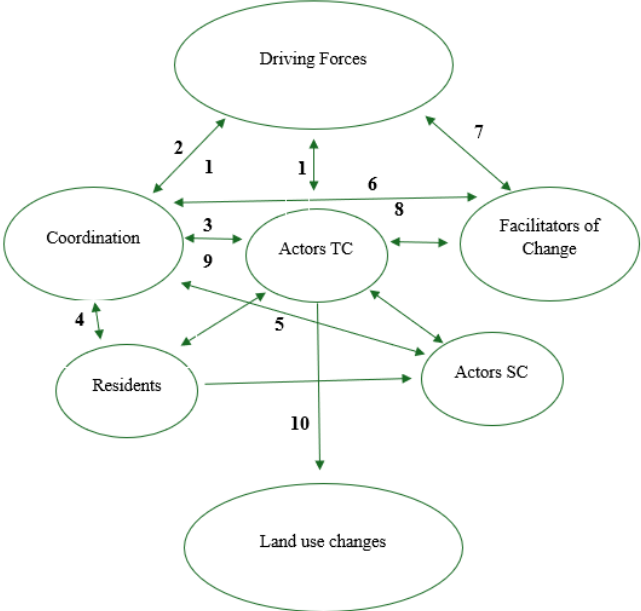 Driving Forces
7
2
1
1
6
8
3
Facilitators of
Change
Coordination
Actors TC
9
4
5
Residents
Actors SC
10
Land use changes